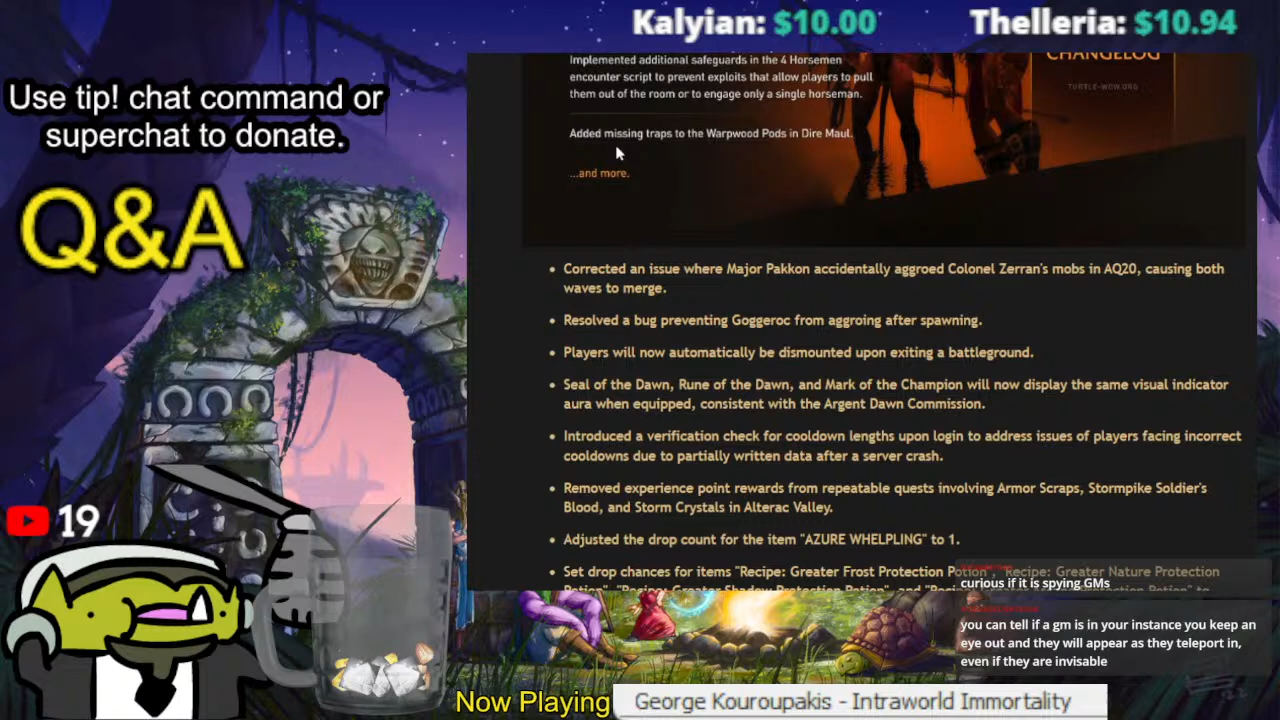 Kalyian: $10.00
Thelleria: $10.94
Use tip! chat command or
superchat to donate.
Q&A
Implemented additional safeguards in the 4 Horsemen
encounter script to prevent exploits that allow players to pull
them out of the room or to engage only a single horseman.
Added missing traps to the Warpwood Pods in Dire Maul.
...and more.
CHANGELOG
TURTLE-WOW.ORG
• Corrected an issue where Major Pakkon accidentally aggroed Colonel Zerran's mobs in AQ20, causing both
waves to merge.
• Resolved a bug preventing Goggeroc from aggroing after spawning.
• Players will now automatically be dismounted upon exiting a battleground.
• Seal of the Dawn, Rune of the Dawn, and Mark of the Champion will now display the same visual indicator
aura when equipped, consistent with the Argent Dawn Commission.
• Introduced a verification check for cooldown lengths upon login to address issues of players facing incorrect
cooldowns due to partially written data after a server crash.
• Removed experience point rewards from repeatable quests involving Armor Scraps, Stormpike Soldier's
Blood, and Storm Crystals in Alterac Valley.
• Adjusted the drop count for the item "AZURE WHELPLING" to 1.
• Set drop chances for items "Recipe: Greater Frost Protection Potion", "Recipe: Greater Nature Protection
Potion", "Recipe: Greater Shadow Protection Potion", and
19
curious if it is spying GMs
you can tell if a gm is in your instance you keep an
eye out and they will appear as they teleport in,
even if they are invisable
Now Playing
George Kouroupakis - Intraworld Immortality